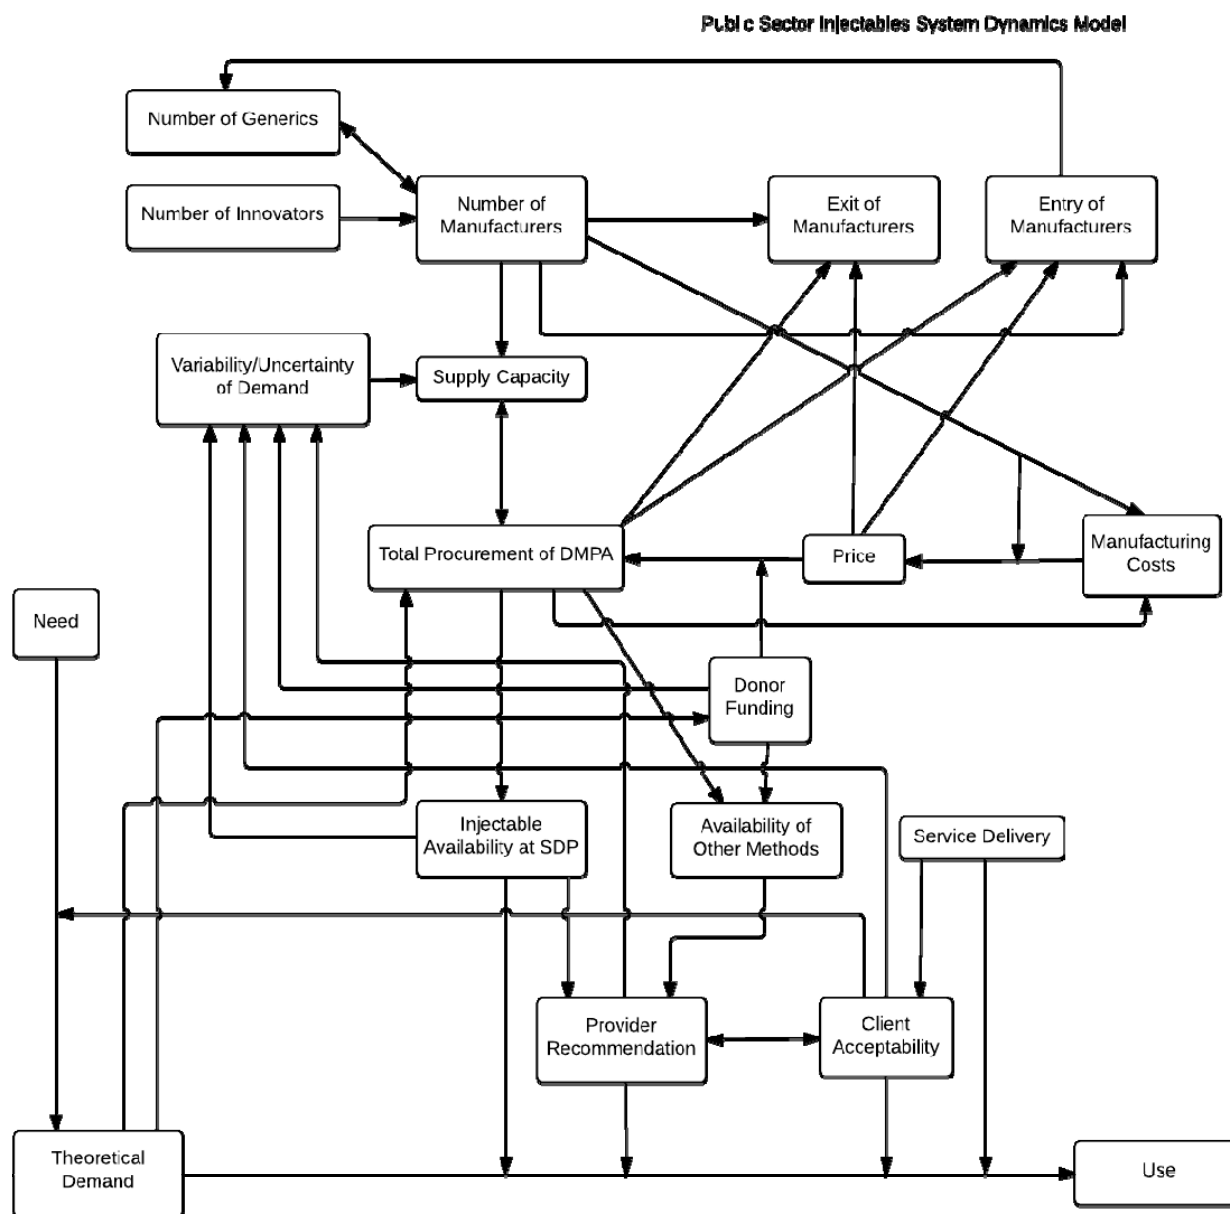 Public Sector Injectables System Dynamics Model
Number of Generics
Number of Innovators
Number of
Manufacturers
Exit of
Manufacturers
Entry of
Manufacturers
Variability/Uncertainty
of Demand
Supply Capacity
Total Procurement of DMPA
Price
Manufacturing
Costs
Need
Donor
Funding
Injectable
Availability at SDP
Availability of
Other Methods
Service Delivery
Provider
Recommendation
Client
Acceptability
Theoretical
Demand
Use